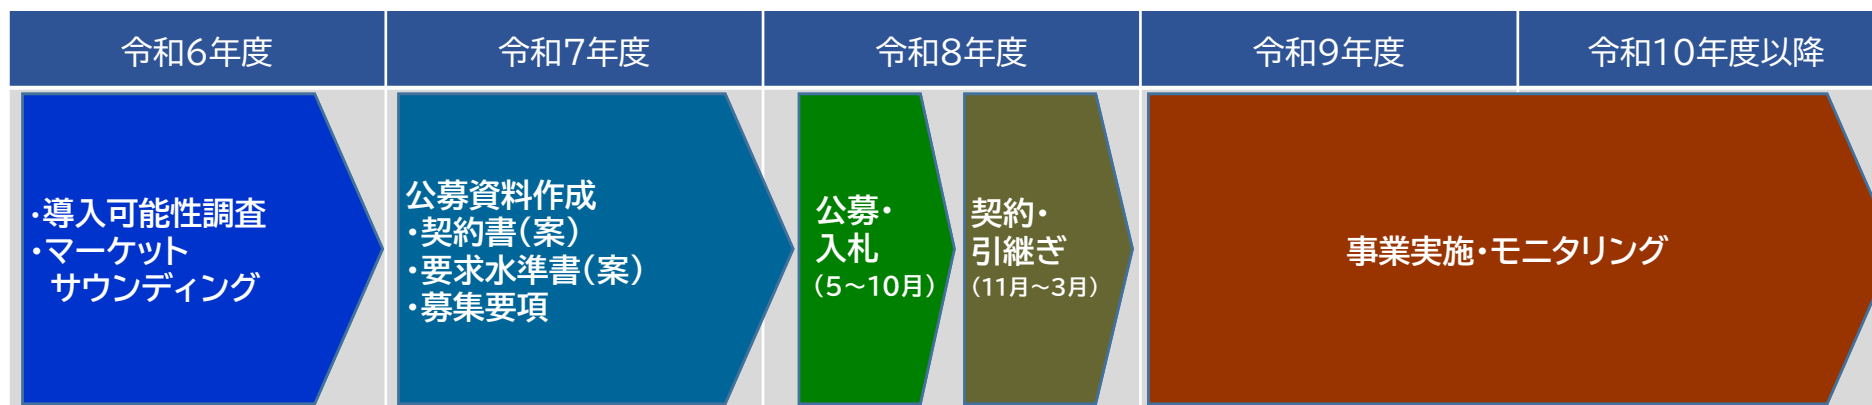 令和6年度
令和7年度
令和8年度
令和9年度
令和10年度以降
・導入可能性調査
・マーケット
サウンディング
公募資料作成
・契約書(案)
・要求水準書(案)
・募集要項
公募・
入札
(5～10月)
契約・
引継ぎ
(11月～3月)
事業実施・モニタリング